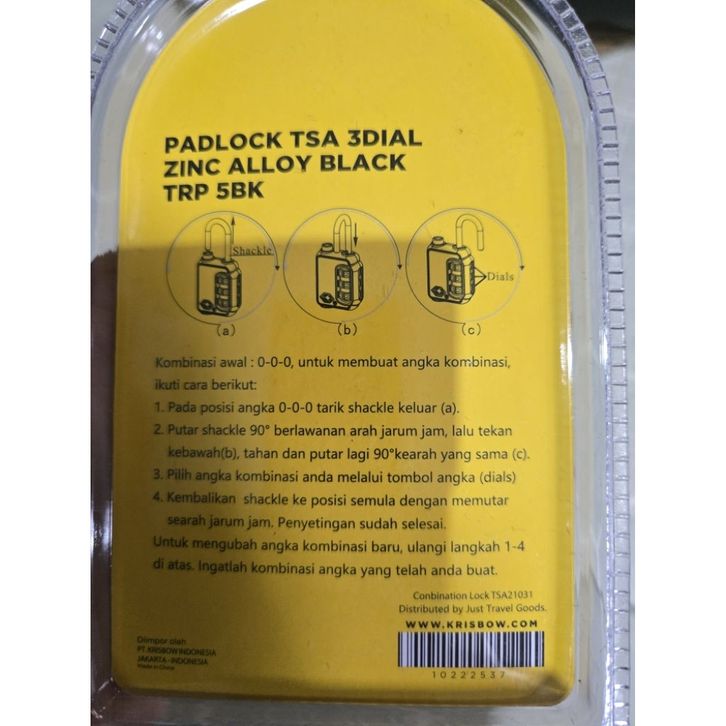 PADLOCK TSA 3DIAL
ZINC ALLOY BLACK
TRP 5BK
Shackle
Dials
(a) (b) (c)
Kombinasi awal : 0-0-0, untuk membuat angka kombinasi,
ikuti cara berikut:
1. Pada posisi angka 0-0-0 tarik shackle keluar (a).
2. Putar shackle 90° berlawanan arah jarum jam, lalu tekan
kebawah(b), tahan dan putar lagi 90°kearah yang sama (c).
3. Pilih angka kombinasi anda melalui tombol angka (dials)
4. Kembalikan shackle ke posisi semula dengan memutar
searah jarum jam. Penyetingan sudah selesai.
Untuk mengubah angka kombinasi baru, ulangi langkah 1-4
di atas. Ingatlah kombinasi angka yang telah anda buat.
Conbination Lock TSA21031
Distributed by Just Travel Goods.
WWW.KRISBOW.COM
10222537
Diimpor oleh
PT. KRISBOW INDONESIA
JAKARTA - INDONESIA
Made in China